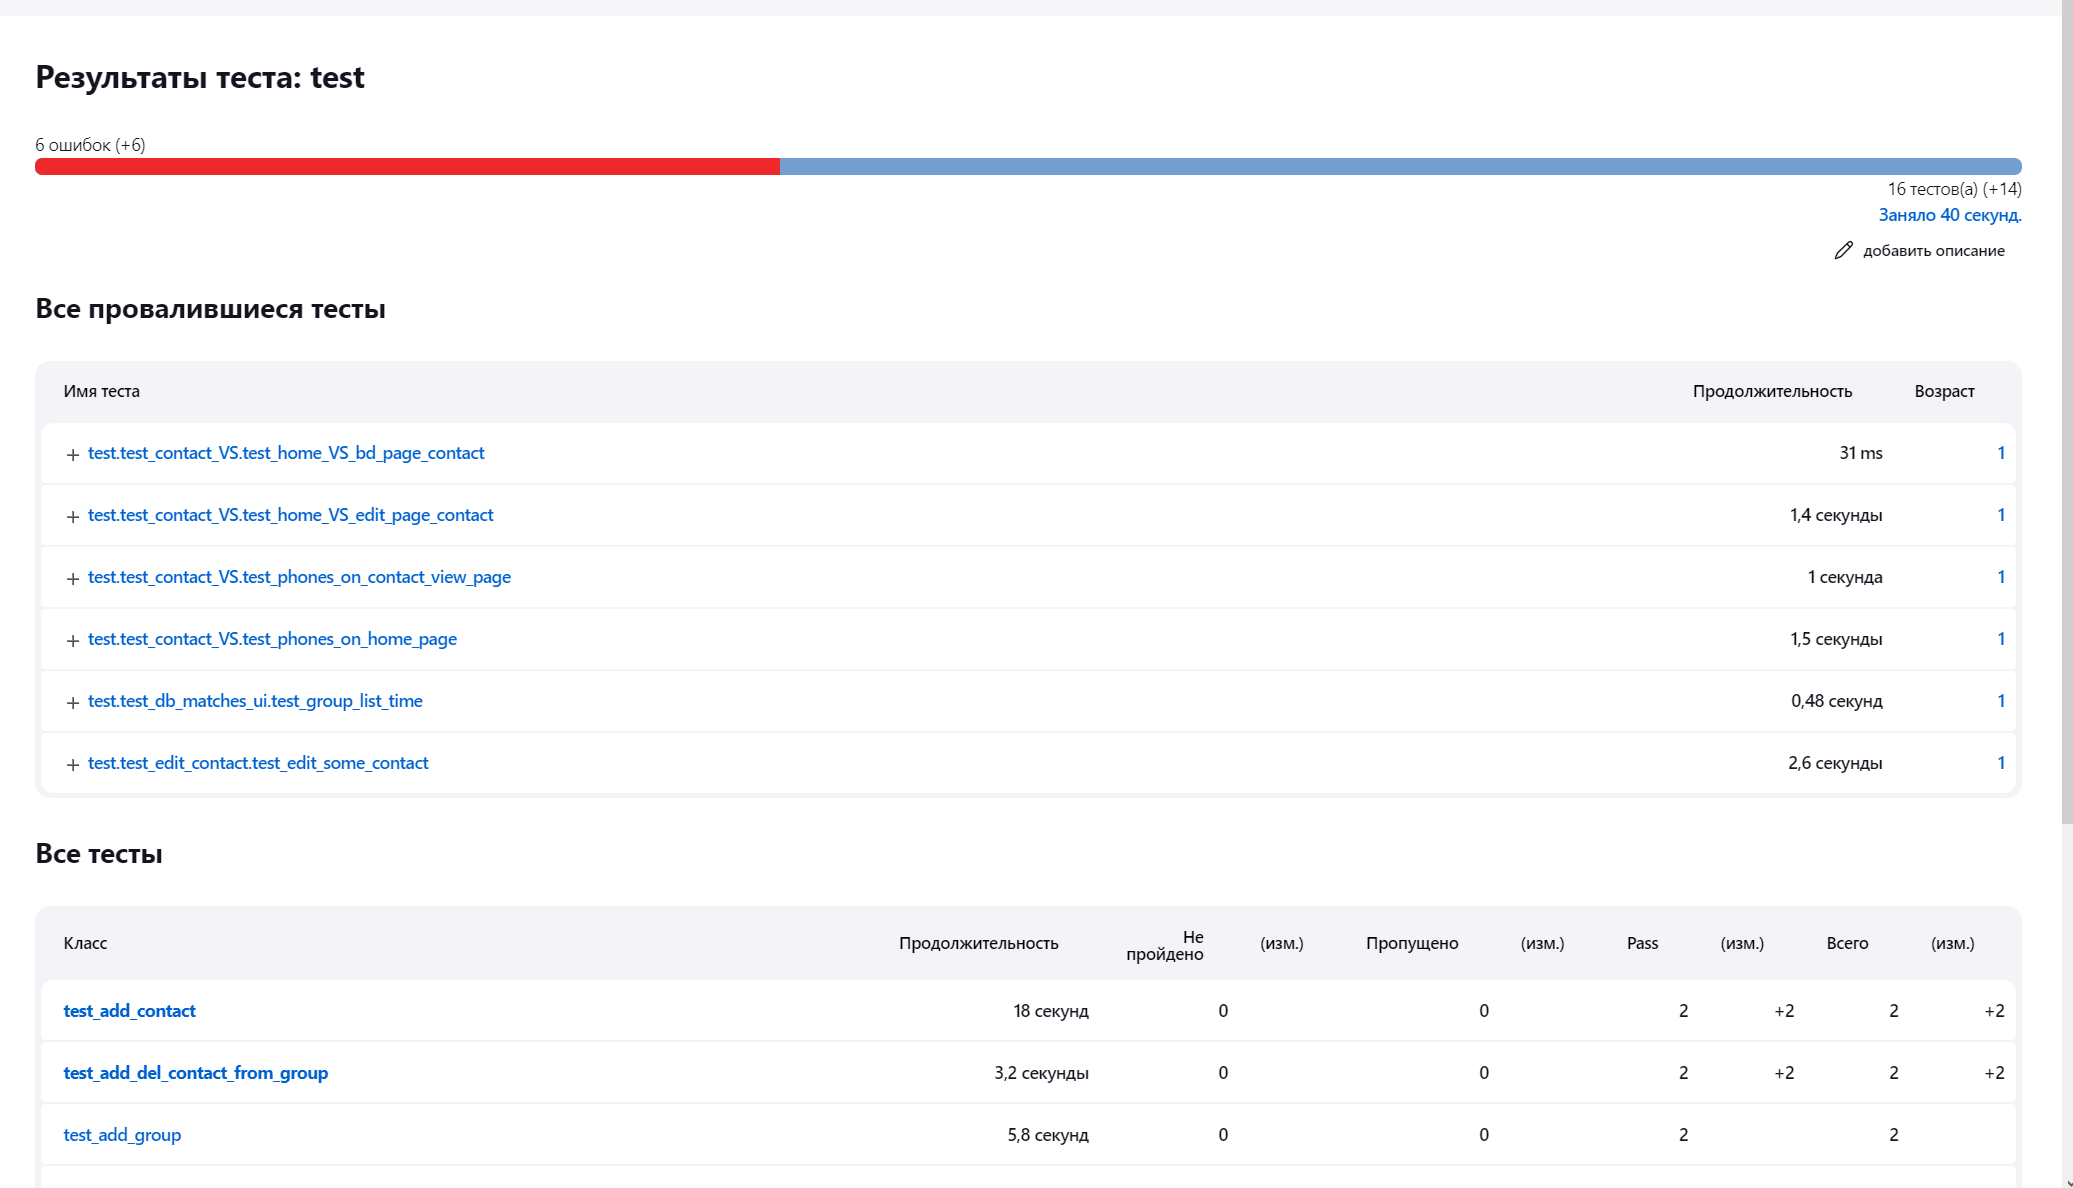 Результаты теста: test
6 ошибок (+6)
16 тестов(а) (+14)
Заняло 40 секунд.
добавить описание
Все провалившиеся тесты
Имя теста Продолжительность Возраст
+ test.test_contact_VS.test_home_VS_bd_page_contact 31 ms 1
+ test.test_contact_VS.test_home_VS_edit_page_contact 1,4 секунды 1
+ test.test_contact_VS.test_phones_on_contact_view_page 1 секунда 1
+ test.test_contact_VS.test_phones_on_home_page 1,5 секунды 1
+ test.test_db_matches_ui.test_group_list_time 0,48 секунд 1
+ test.test_edit_contact.test_edit_some_contact 2,6 секунды 1
Все тесты
Класс Продолжительность Не пройдено (изм.) Пропущено (изм.) Pass (изм.) Всего (изм.)
test_add_contact 18 секунд 0 0 2 +2 2 +2
test_add_del_contact_from_group 3,2 секунды 0 0 2 +2 2 +2
test_add_group 5,8 секунд 0 0 2 2